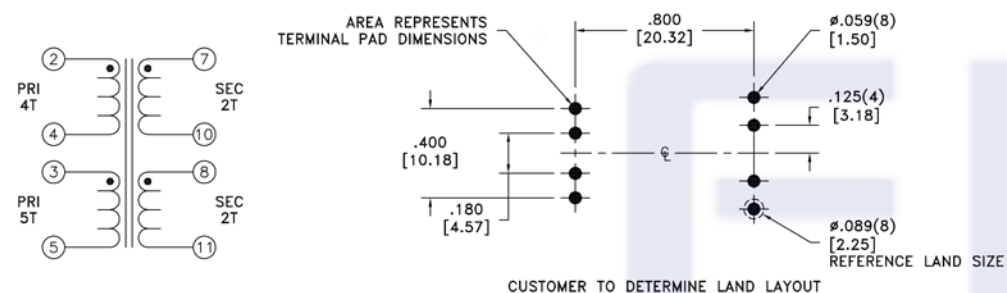 2
7
PRI
4T
SEC
2T
4
10
3
8
PRI
5T
SEC
2T
5
11
AREA REPRESENTS
TERMINAL PAD DIMENSIONS
.800
[20.32]
ø.059(8)
[1.50]
.125(4)
[3.18]
.400
[10.18]
℄
.180
[4.57]
ø.089(8)
[2.25]
REFERENCE LAND SIZE
CUSTOMER TO DETERMINE LAND LAYOUT